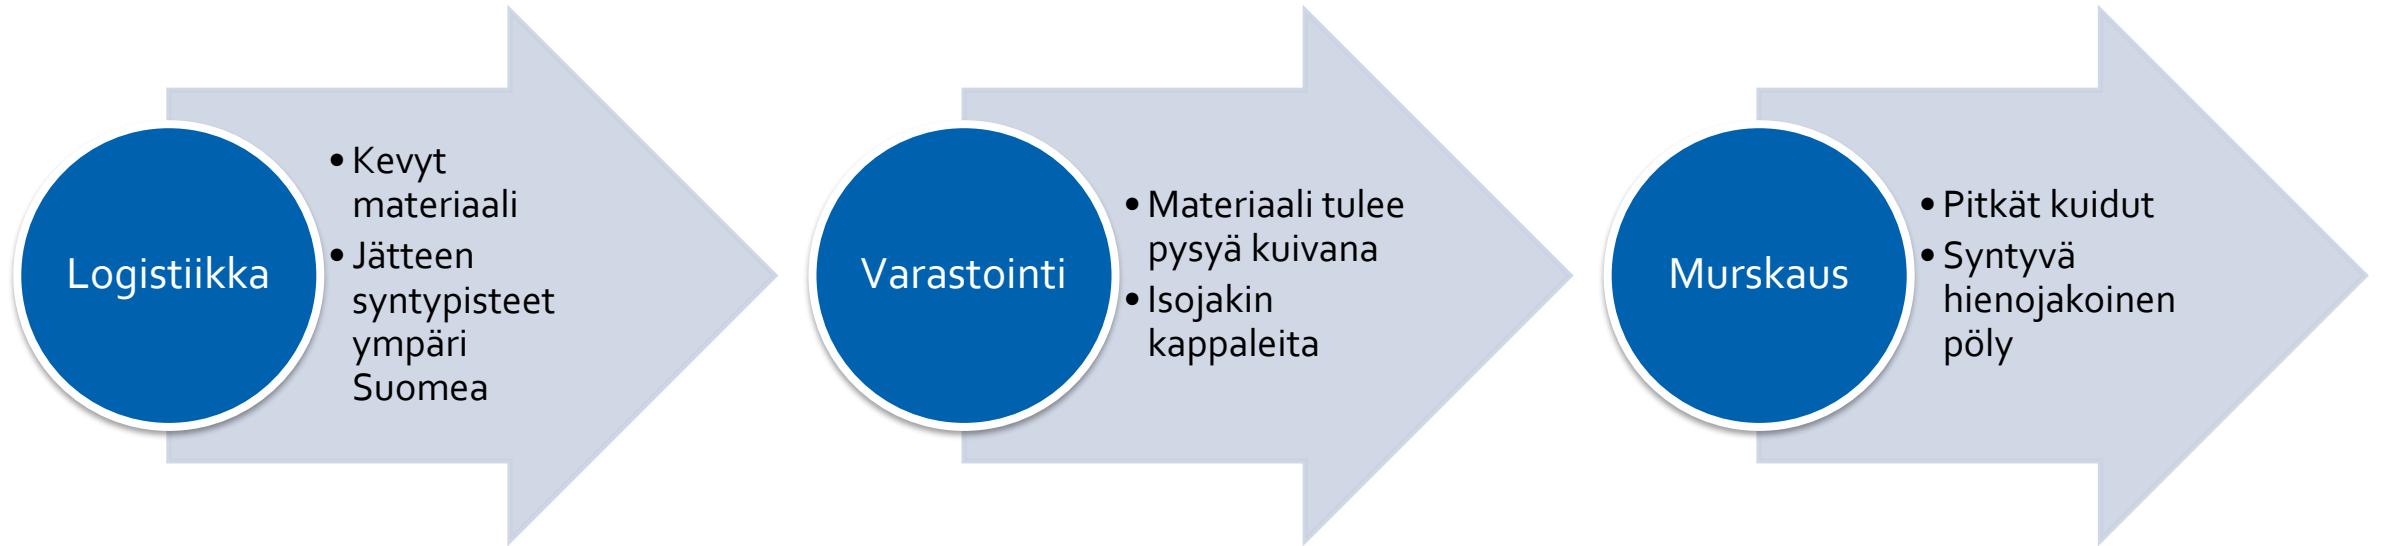 Logistiikka
• Kevyt
materiaali
• Jätteen
syntypisteet
ympäri
Suomea
Varastointi
• Materiaali tulee
pysyä kuivana
• Isojakin
kappaleita
Murskaus
• Pitkät kuidut
• Syntyvä
hienojakoinen
pöly